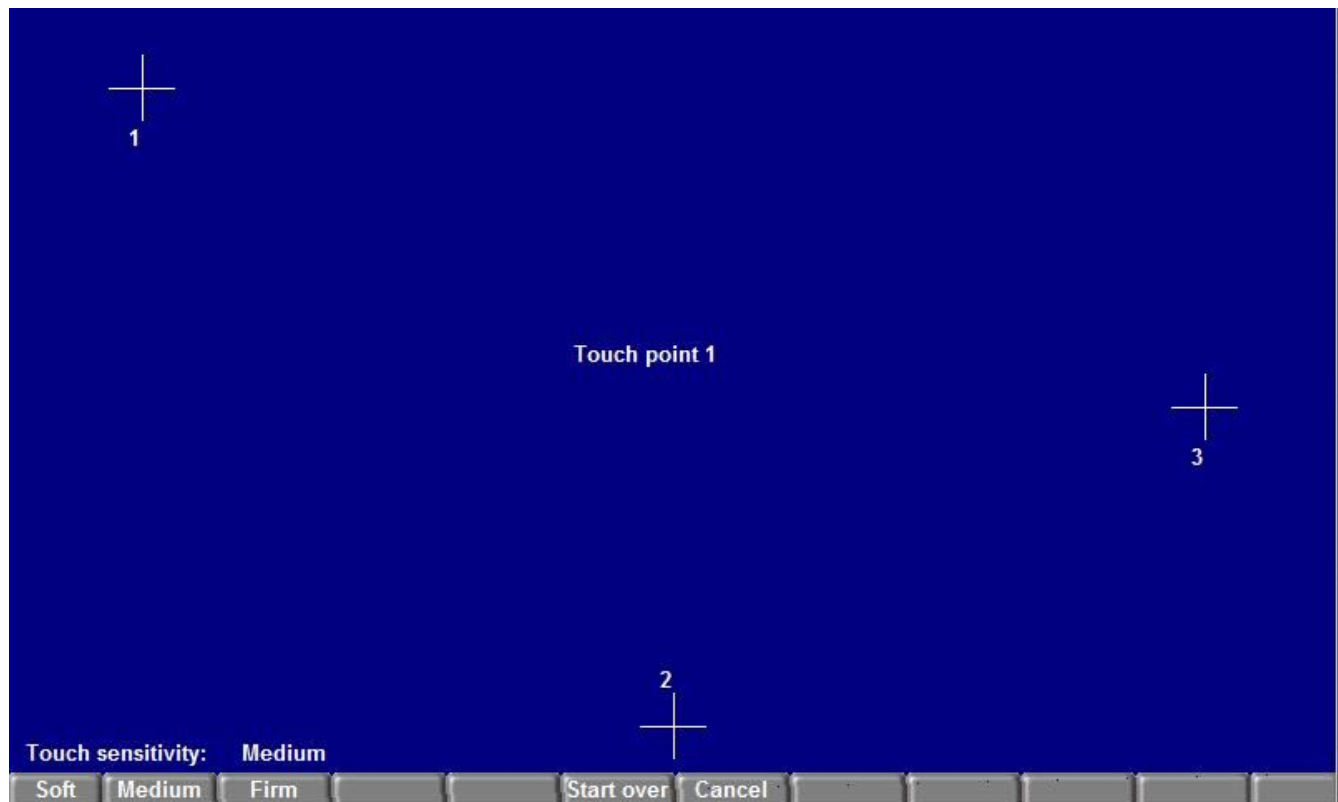 1
Touch point 1
3
2
Touch sensitivity: Medium
Soft Medium Firm Start over Cancel